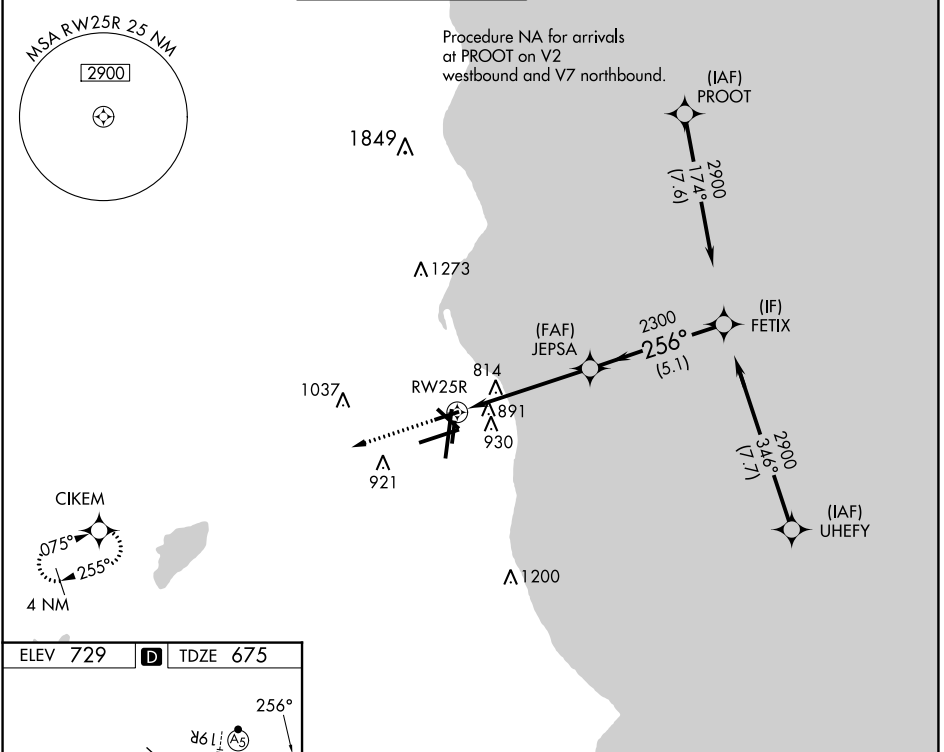 MSA RW25R 25 NM
2900
Procedure NA for arrivals
at PROOT on V2
westbound and V7 northbound.
(IAF)
PROOT
1849
2900
174°
(7.6)
1273
(IF)
FETIX
2300
256°
(5.1)
(FAF)
JEPSA
814
RW25R
1037
891
930
921
2900
346°
(7.7)
(IAF)
UHEFY
CIKEM
075°
255°
4 NM
1200
ELEV 729 D TDZE 675
256°
19R
A5